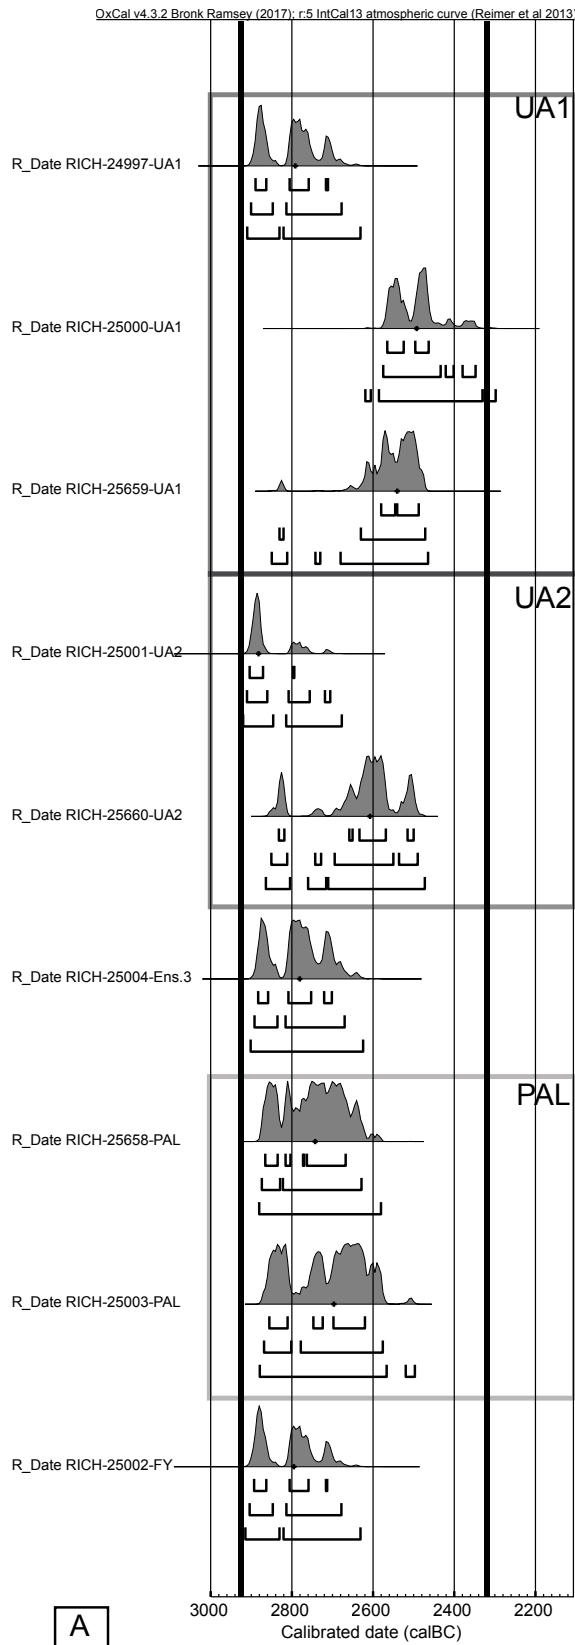 OxCal v4.3.2 Bronk Ramsey (2017); r:5 IntCal13 atmospheric curve (Reimer et al 2013)
UA1
R_Date RICH-24997-UA1
R_Date RICH-25000-UA1
R_Date RICH-25659-UA1
UA2
R_Date RICH-25001-UA2
R_Date RICH-25660-UA2
R_Date RICH-25004-Ens.3
PAL
R_Date RICH-25658-PAL
R_Date RICH-25003-PAL
R_Date RICH-25002-FY
3000 2800 2600 2400 2200
Calibrated date (calBC)
A